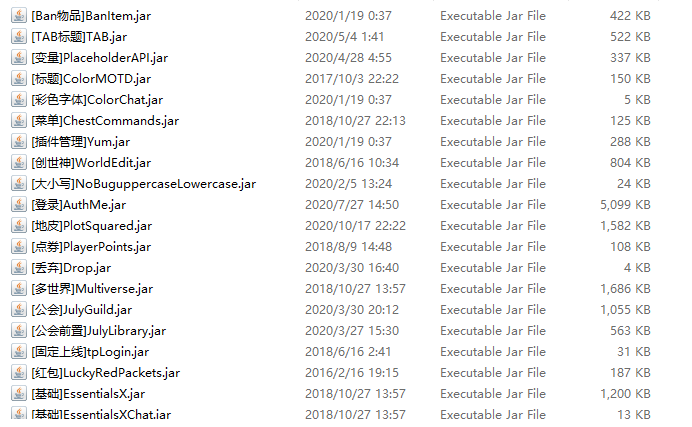 [Ban物品]BanItem.jar 2020/1/19 0:37 Executable Jar File 422 KB
[TAB标题]TAB.jar 2020/5/4 1:41 Executable Jar File 522 KB
[变量]PlaceholderAPI.jar 2020/4/28 4:55 Executable Jar File 337 KB
[标题]ColorMOTD.jar 2017/10/3 22:22 Executable Jar File 150 KB
[彩色字体]ColorChat.jar 2020/1/19 0:37 Executable Jar File 5 KB
[菜单]ChestCommands.jar 2018/10/27 22:13 Executable Jar File 125 KB
[插件管理]Yum.jar 2020/1/19 0:37 Executable Jar File 288 KB
[创世神]WorldEdit.jar 2018/6/16 10:34 Executable Jar File 804 KB
[大小写]NoBuguppercaseLowercase.jar 2020/2/5 13:24 Executable Jar File 24 KB
[登录]AuthMe.jar 2020/7/27 14:50 Executable Jar File 5,099 KB
[地皮]PlotSquared.jar 2020/10/17 22:22 Executable Jar File 1,582 KB
[点券]PlayerPoints.jar 2018/8/9 14:48 Executable Jar File 108 KB
[丢弃]Drop.jar 2020/3/30 16:40 Executable Jar File 4 KB
[多世界]Multiverse.jar 2018/10/27 13:57 Executable Jar File 1,686 KB
[公会]JulyGuild.jar 2020/3/30 20:12 Executable Jar File 1,055 KB
[公会前置]JulyLibrary.jar 2020/3/27 15:30 Executable Jar File 563 KB
[固定上线]tpLogin.jar 2018/6/16 2:41 Executable Jar File 31 KB
[红包]LuckyRedPackets.jar 2016/2/16 19:15 Executable Jar File 187 KB
[基础]EssentialsX.jar 2018/10/27 13:57 Executable Jar File 1,200 KB
[基础]EssentialsXChat.jar 2018/10/27 13:57 Executable Jar File 13 KB